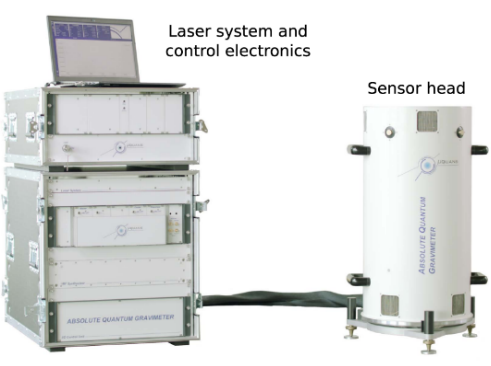 Laser system and
control electronics
Sensor head
ABSOLUTE QUANTUM
GRAVIMETER
ABSOLUTE QUANTUM GRAVIMETER